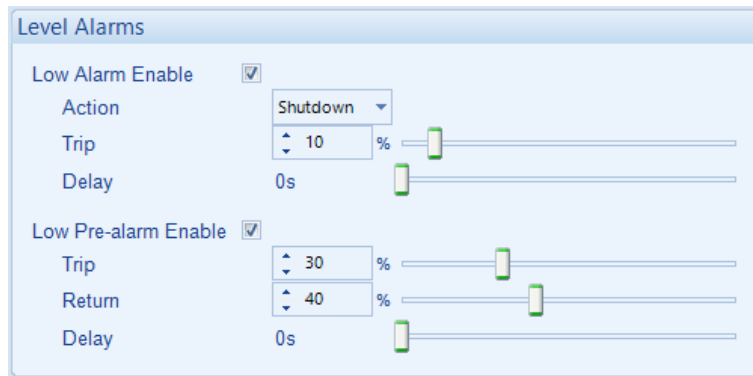 Level Alarms
Low Alarm Enable
Action Shutdown
Trip 10 %
Delay 0s
Low Pre-alarm Enable
Trip 30 %
Return 40 %
Delay 0s